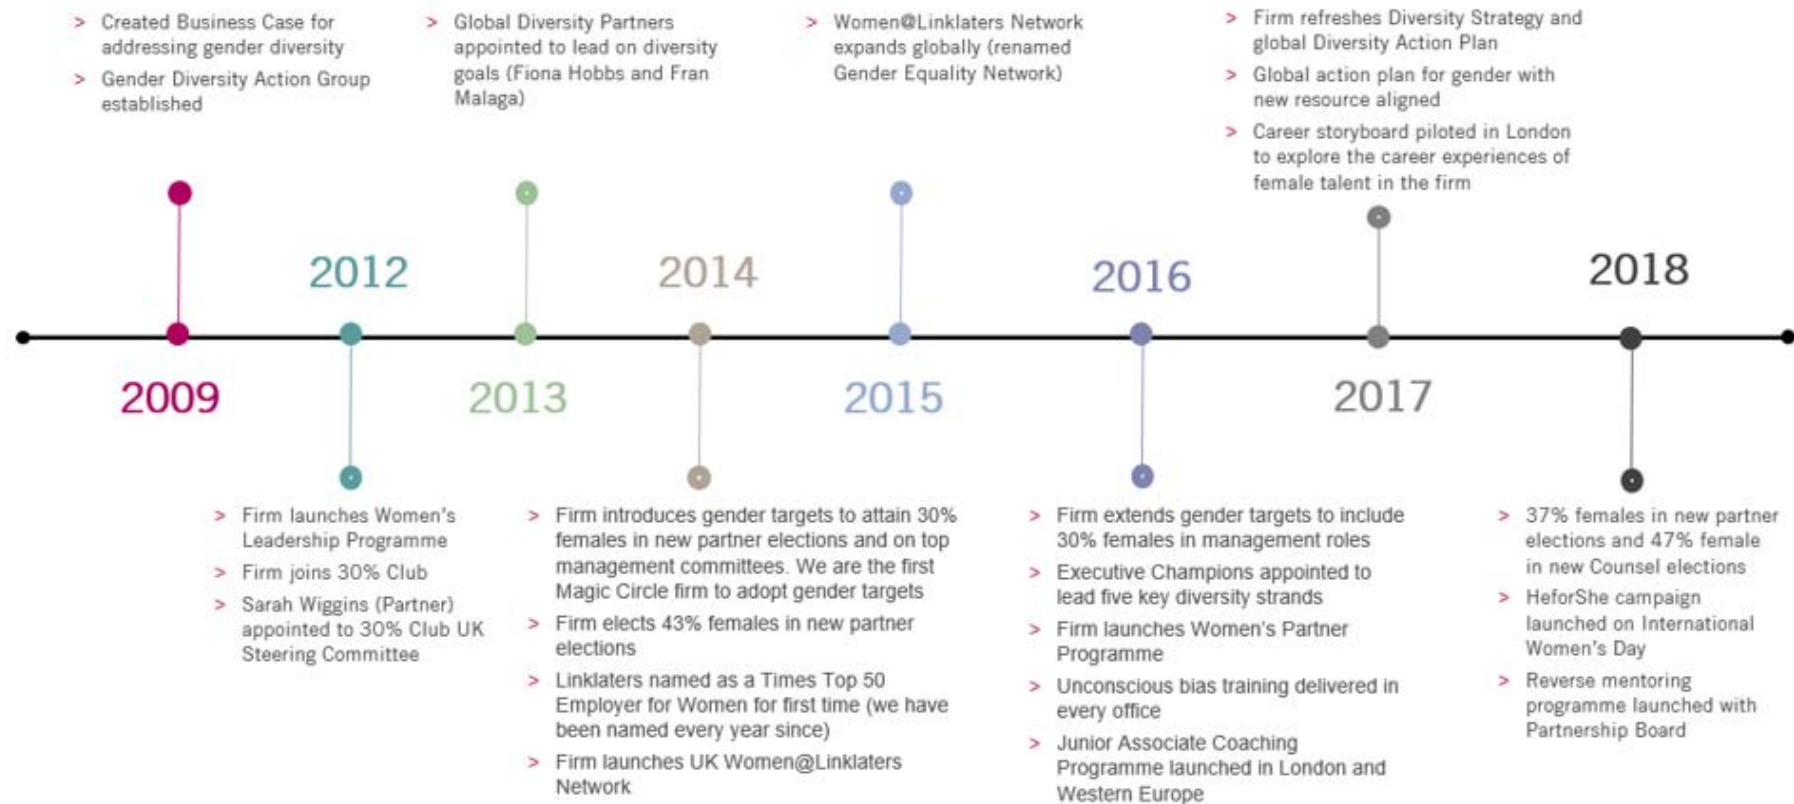 > Created Business Case for
addressing gender diversity
> Gender Diversity Action Group
established
> Global Diversity Partners
appointed to lead on diversity
goals (Fiona Hobbs and Fran
Malaga)
> Women@Linklaters Network
expands globally (renamed
Gender Equality Network)
> Firm refreshes Diversity Strategy and
global Diversity Action Plan
> Global action plan for gender with
new resource aligned
> Career storyboard piloted in London
to explore the career experiences of
female talent in the firm
2012
2014
2016
2018
2009
2013
2015
2017
> Firm launches Women's
Leadership Programme
> Firm joins 30% Club
> Sarah Wiggins (Partner)
appointed to 30% Club UK
Steering Committee
> Firm introduces gender targets to attain 30%
females in new partner elections and on top
management committees. We are the first
Magic Circle firm to adopt gender targets
> Firm elects 43% females in new partner
elections
> Linklaters named as a Times Top 50
Employer for Women for first time (we have
been named every year since)
> Firm launches UK Women@Linklaters
Network
> Firm extends gender targets to include
30% females in management roles
> Executive Champions appointed to
lead five key diversity strands
> Firm launches Women's Partner
Programme
> Unconscious bias training delivered in
every office
> Junior Associate Coaching
Programme launched in London and
Western Europe
> 37% females in new partner
elections and 47% female
in new Counsel elections
> HeforShe campaign
launched on International
Women's Day
> Reverse mentoring
programme launched with
Partnership Board